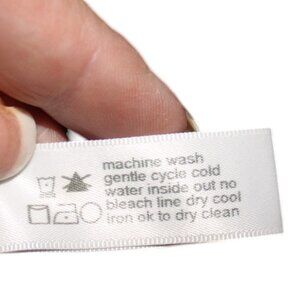 machine wash
gentle cycle cold
water inside out no
bleach line dry cool
iron ok to dry clean